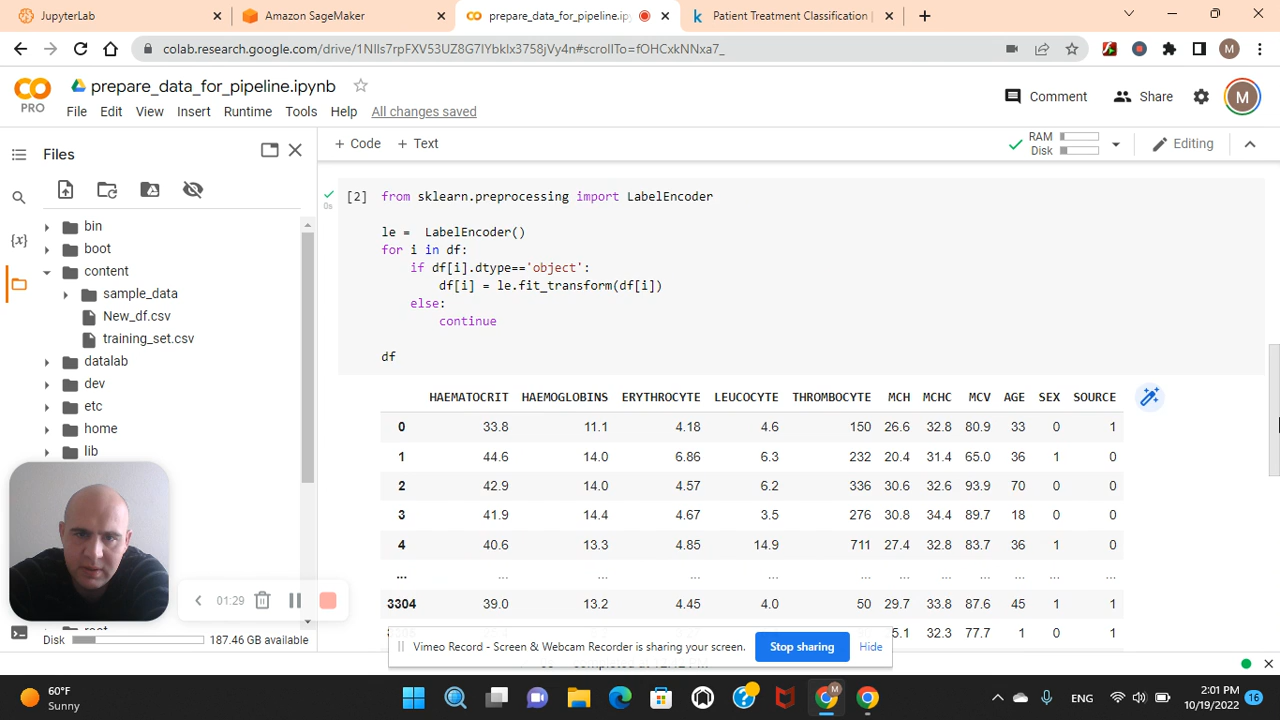 JupyterLab
Amazon SageMaker
prepare_data_for_pipeline.ipy
Patient Treatment Classification |
colab.research.google.com/drive/1NIls7rpFXV53UZ8G7lYbkIx3758jVy4n#scrollTo=fOHCxkNNxa7_
M
PRO
prepare_data_for_pipeline.ipynb
File Edit View Insert Runtime Tools Help All changes saved
Comment
Share
M
Files
+ Code + Text
RAM
Disk
Editing
bin
boot
content
sample_data
New_df.csv
training_set.csv
datalab
dev
etc
home
lib
Disk 187.46 GB available
01:29
0s
[2] from sklearn.preprocessing import LabelEncoder
le = LabelEncoder()
for i in df:
if df[i].dtype=='object':
df[i] = le.fit_transform(df[i])
else:
continue
df
HAEMATOCRIT HAEMOGLOBINS ERYTHROCYTE LEUCOCYTE THROMBOCYTE MCH MCHC MCV AGE SEX SOURCE
0 33.8 11.1 4.18 4.6 150 26.6 32.8 80.9 33 0 1
1 44.6 14.0 6.86 6.3 232 20.4 31.4 65.0 36 1 0
2 42.9 14.0 4.57 6.2 336 30.6 32.6 93.9 70 0 0
3 41.9 14.4 4.67 3.5 276 30.8 34.4 89.7 18 0 0
4 40.6 13.3 4.85 14.9 711 27.4 32.8 83.7 36 1 0
... ... ... ... ... ... ... ... ... ... ... ...
3304 39.0 13.2 4.45 4.0 50 29.7 33.8 87.6 45 1 1
32.3 77.7 1 0 1
Vimeo Record - Screen & Webcam Recorder is sharing your screen.
Stop sharing
Hide
60°F
Sunny
ENG
2:01 PM
10/19/2022
16